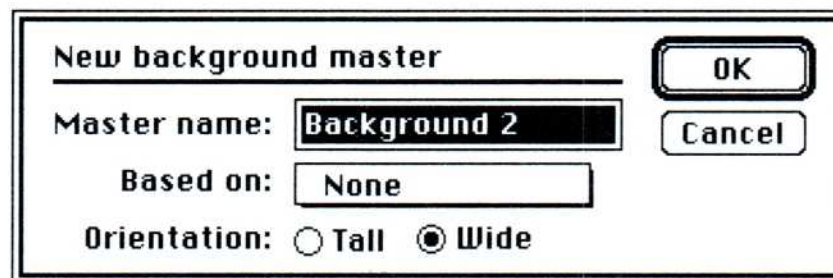 New background master
OK
Master name: Background 2
Cancel
Based on: None
Orientation: Tall Wide